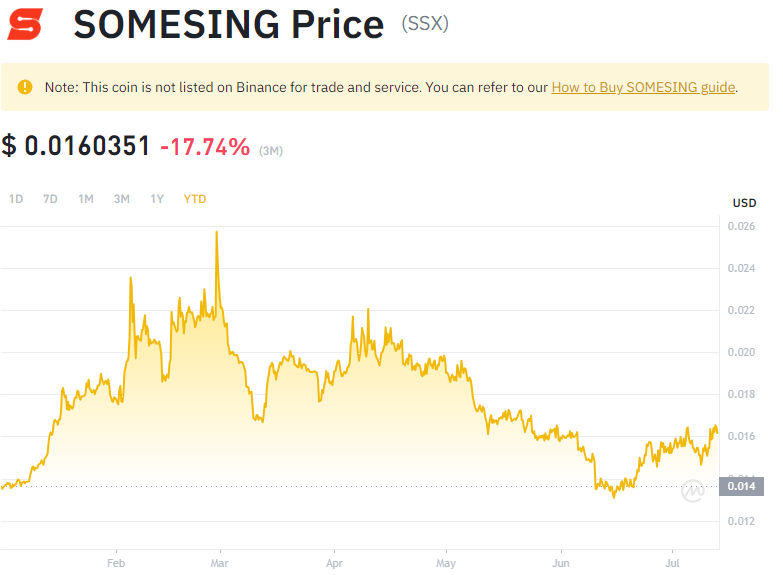 SOMESING Price (SSX)
Note: This coin is not listed on Binance for trade and service. You can refer to our How to Buy SOMESING guide.
$ 0.0160351 -17.74% (3M)
1D 7D 1M 3M 1Y YTD
USD
0.026
0.024
0.022
0.020
0.018
0.016
0.014
0.012
Feb Mar Apr May Jun Jul